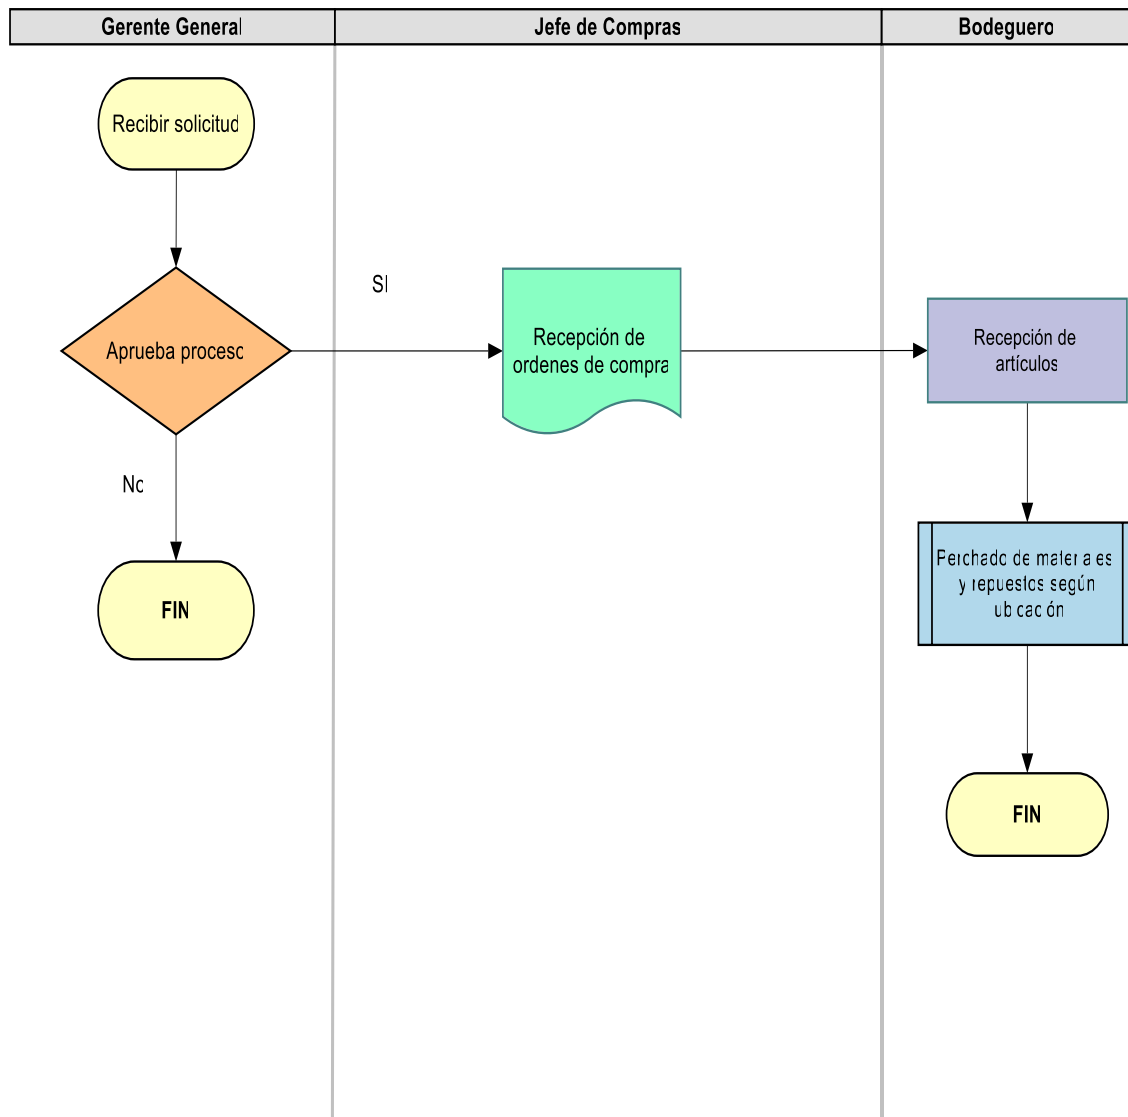 Gerente General
Jefe de Compras
Bodeguero
Recibir solicitud
SI
Aprueba proceso
Recepción de
ordenes de compra
Recepción de
artículos
No
Perchado de materiales
y repuestos según
ubicación
FIN
FIN